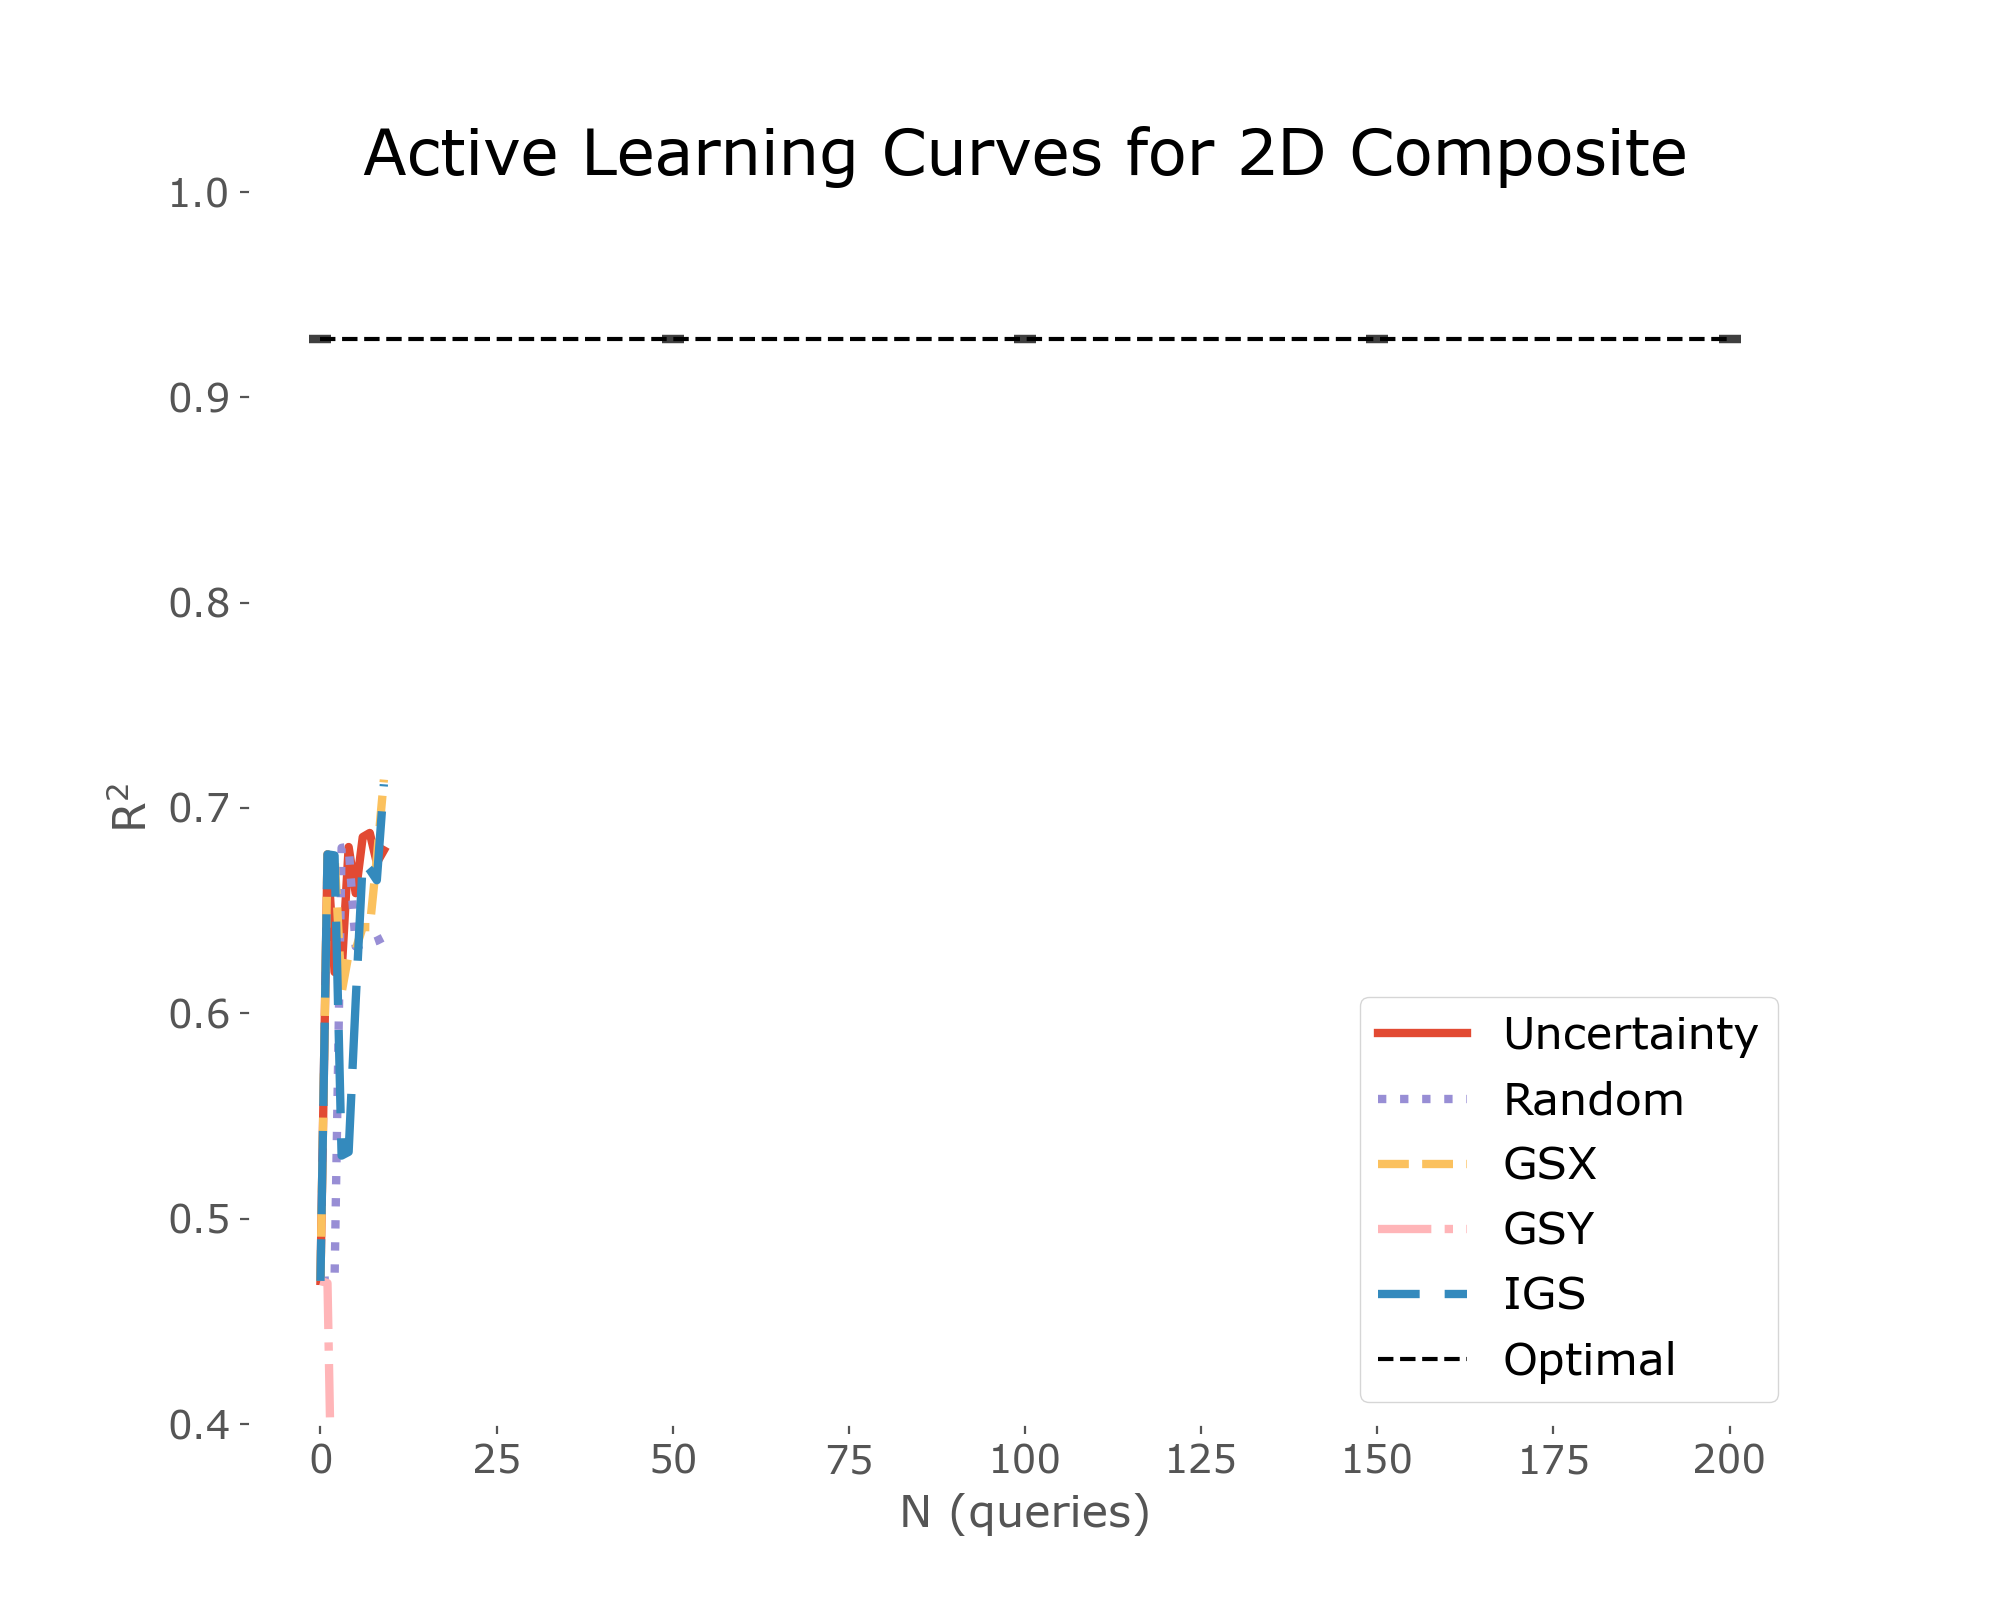 Active Learning Curves for 2D Composite
1.0
0.9
0.8
0.7
0.6
0.5
0.4
R²
0 25 50 75 100 125 150 175 200
N (queries)
Uncertainty
Random
GSX
GSY
IGS
Optimal